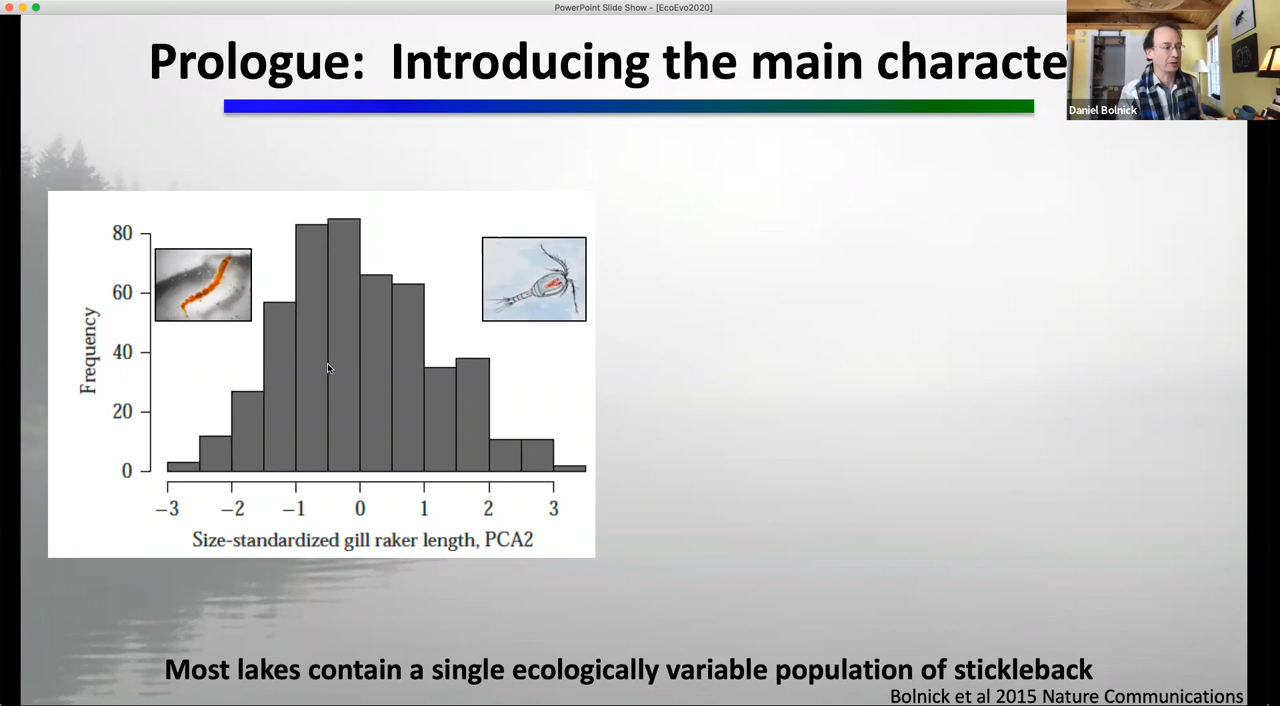 PowerPoint Slide Show - [EcoEvo2020]
Prologue: Introducing the main characte
Daniel Bolnick
80
60
40
20
0
Frequency
−3 −2 −1 0 1 2 3
Size-standardized gill raker length, PCA2
Most lakes contain a single ecologically variable population of stickleback
Bolnick et al 2015 Nature Communications